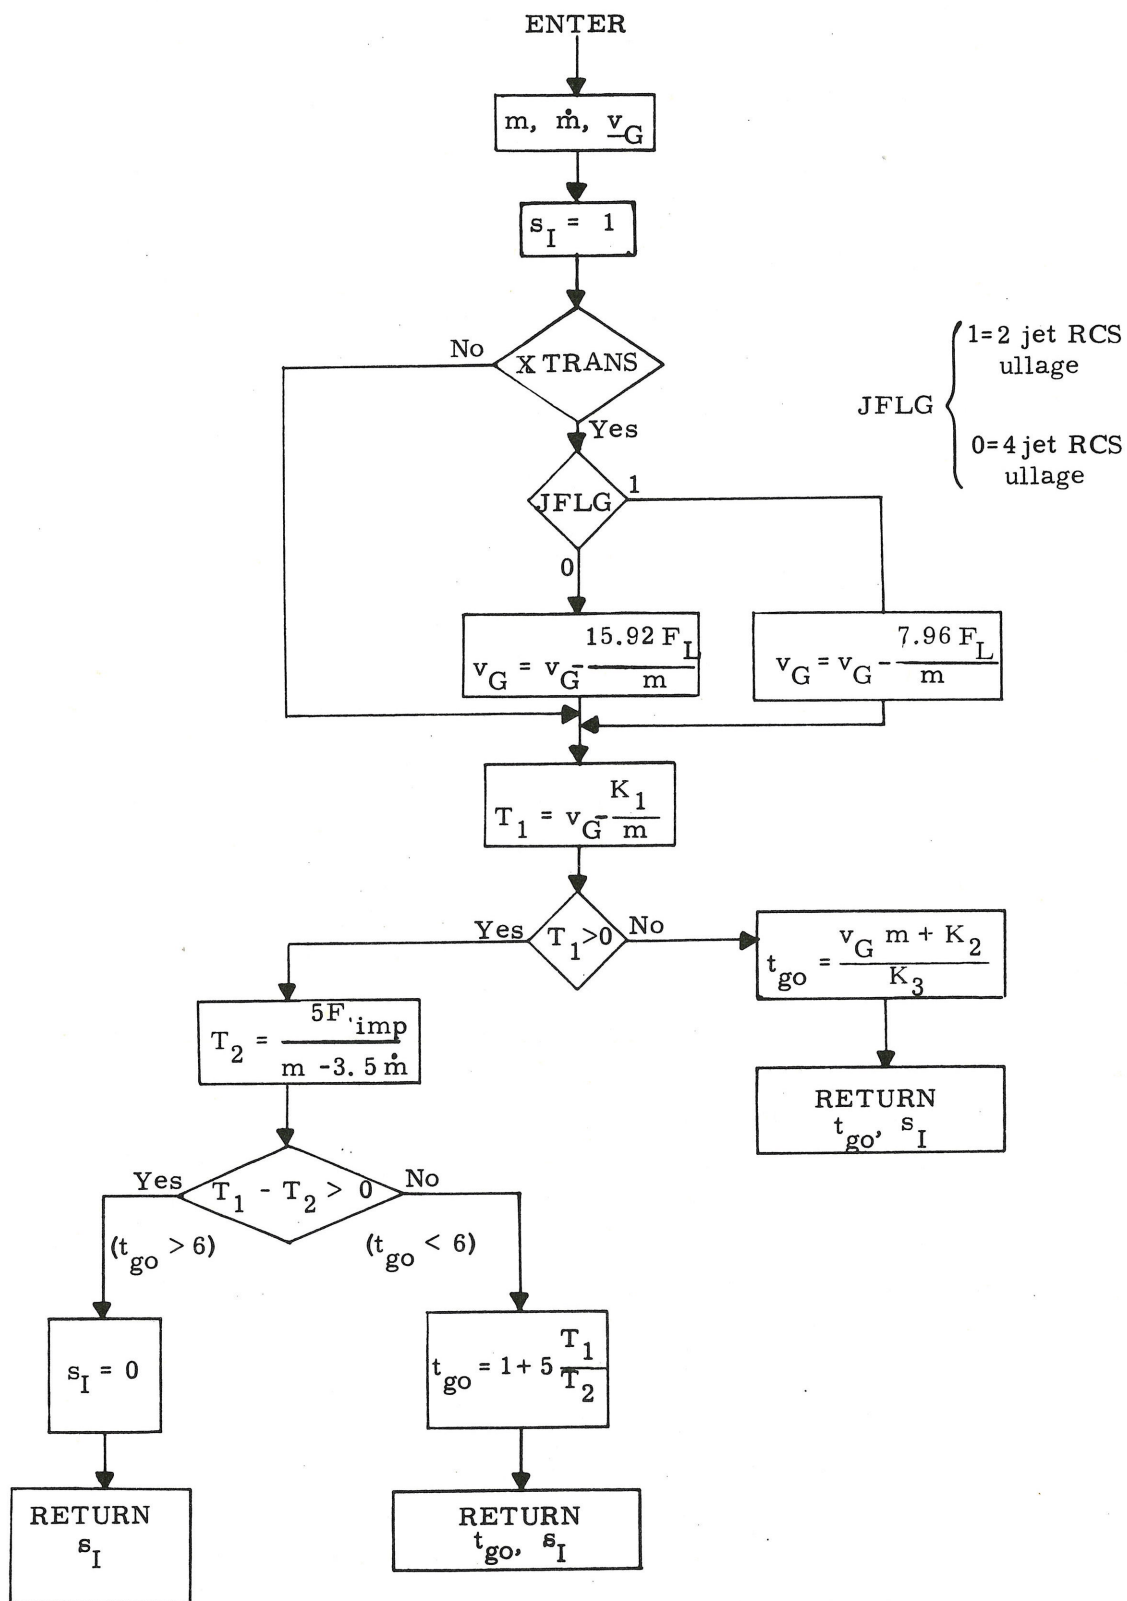 ENTER
m, ṁ, v_G
s_I = 1
X TRANS
No
Yes
JFLG
1
0
JFLG { 1=2 jet RCS
ullage
0=4 jet RCS
ullage
v_G = v_G - 15.92 F_L / m
v_G = v_G - 7.96 F_L / m
T_1 = v_G - K_1 / m
T_1 >0
Yes
No
t_go = (v_G m + K_2) / K_3
RETURN
t_go, s_I
T_2 = 5F_imp / (m -3.5 ṁ)
T_1 - T_2 > 0
Yes
No
(t_go > 6)
(t_go < 6)
s_I = 0
t_go = 1+5 T_1 / T_2
RETURN
s_I
RETURN
t_go, s_I